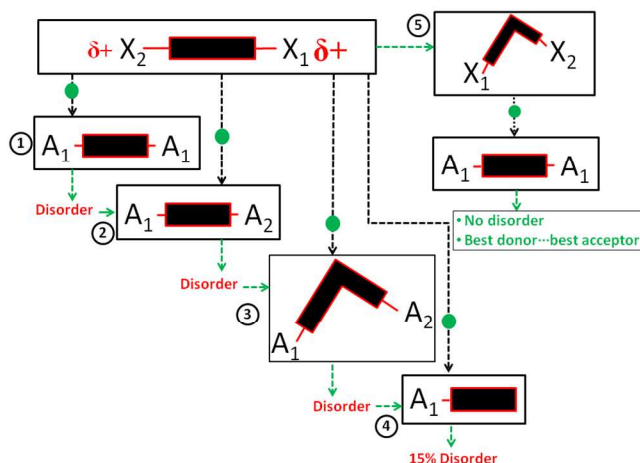 δ+ X₂ X₁ δ+
⑤
X₁ X₂
① A₁ A₁
A₁ A₁
Disorder
② A₁ A₂
• No disorder
• Best donor···best acceptor
Disorder
③
A₁ A₂
Disorder
④ A₁
15% Disorder